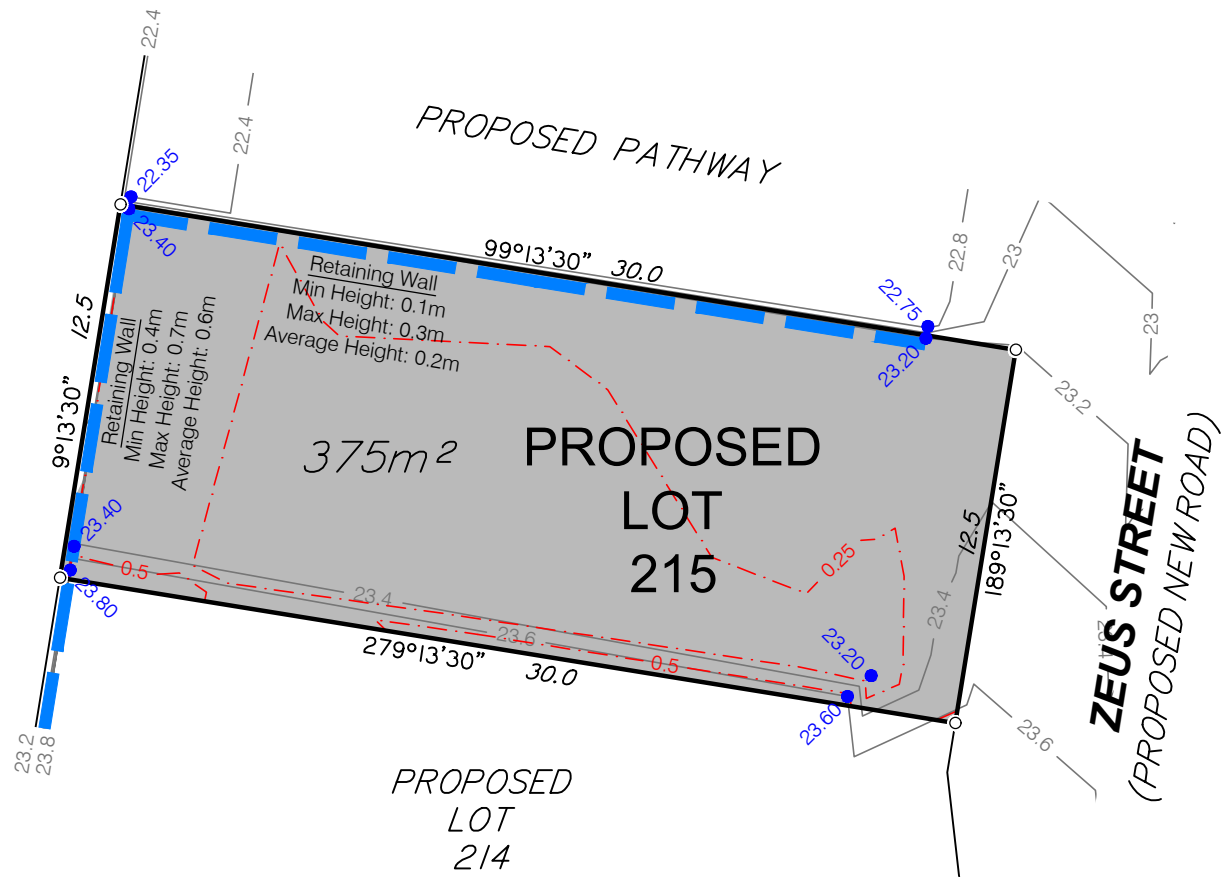 22.4
22.4
PROPOSED PATHWAY
22.35
23.40
99°13'30" 30.0
22.8
23
22.75
23.20
23
23.2
Retaining Wall
Min Height: 0.1m
Max Height: 0.3m
Average Height: 0.2m
12.5
9°13'30"
Retaining Wall
Min Height: 0.4m
Max Height: 0.7m
Average Height: 0.6m
375m²
PROPOSED
LOT
215
12.5
189°13'30"
ZEUS STREET
(PROPOSED NEW ROAD)
23.40
23.80
0.5
0.25
23.4
23.6
23.4
0.5
23.20
23.60
279°13'30" 30.0
23.6
23.2
23.8
PROPOSED
LOT
214